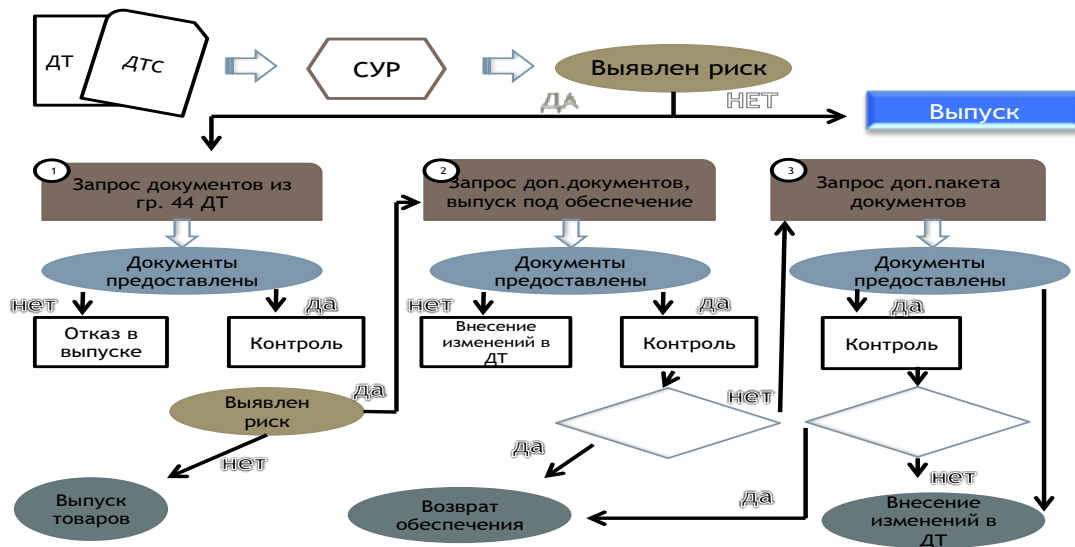 ДТ
ДТС
СУР
Выявлен риск
ДА
НЕТ
Выпуск
1
Запрос документов из
гр. 44 ДТ
2
Запрос доп.документов,
выпуск под обеспечение
3
Запрос доп.пакета
документов
Документы
предоставлены
Документы
предоставлены
Документы
предоставлены
нет
да
нет
да
да
Отказ в
выпуске
Контроль
Внесение
изменений в
ДТ
Контроль
Контроль
Выявлен
риск
да
нет
нет
да
нет
да
Выпуск
товаров
Возврат
обеспечения
Внесение
изменений в
ДТ